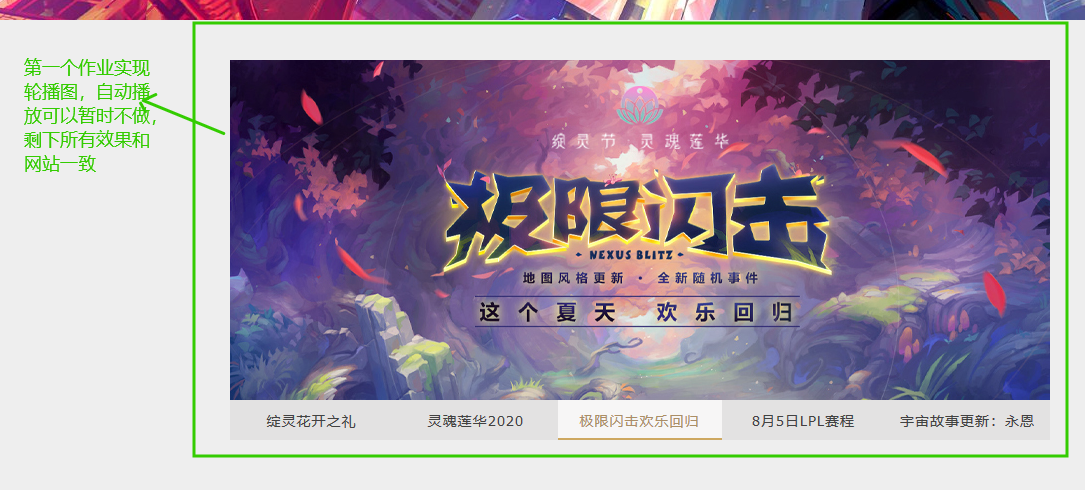 第一个作业实现
轮播图，自动播
放可以暂时不做，
剩下所有效果和
网站一致
绽灵节 灵魂莲华
极限闪击
NEXUS BLITZ
地图风格更新 · 全新随机事件
这个夏天 欢乐回归
绽灵花开之礼
灵魂莲华2020
极限闪击欢乐回归
8月5日LPL赛程
宇宙故事更新：永恩